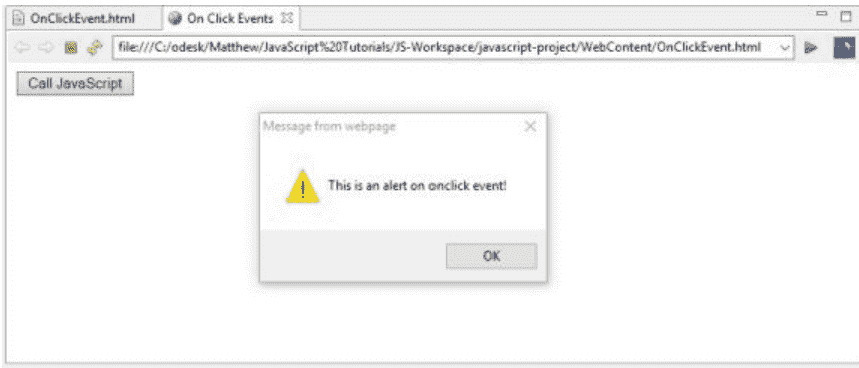 OnClickEvent.html
On Click Events
file:///C:/odesk/Matthew/JavaScript%20Tutorials/JS-Workspace/javascript-project/WebContent/OnClickEvent.html
Call JavaScript
Message from webpage
This is an alert on onclick event!
OK